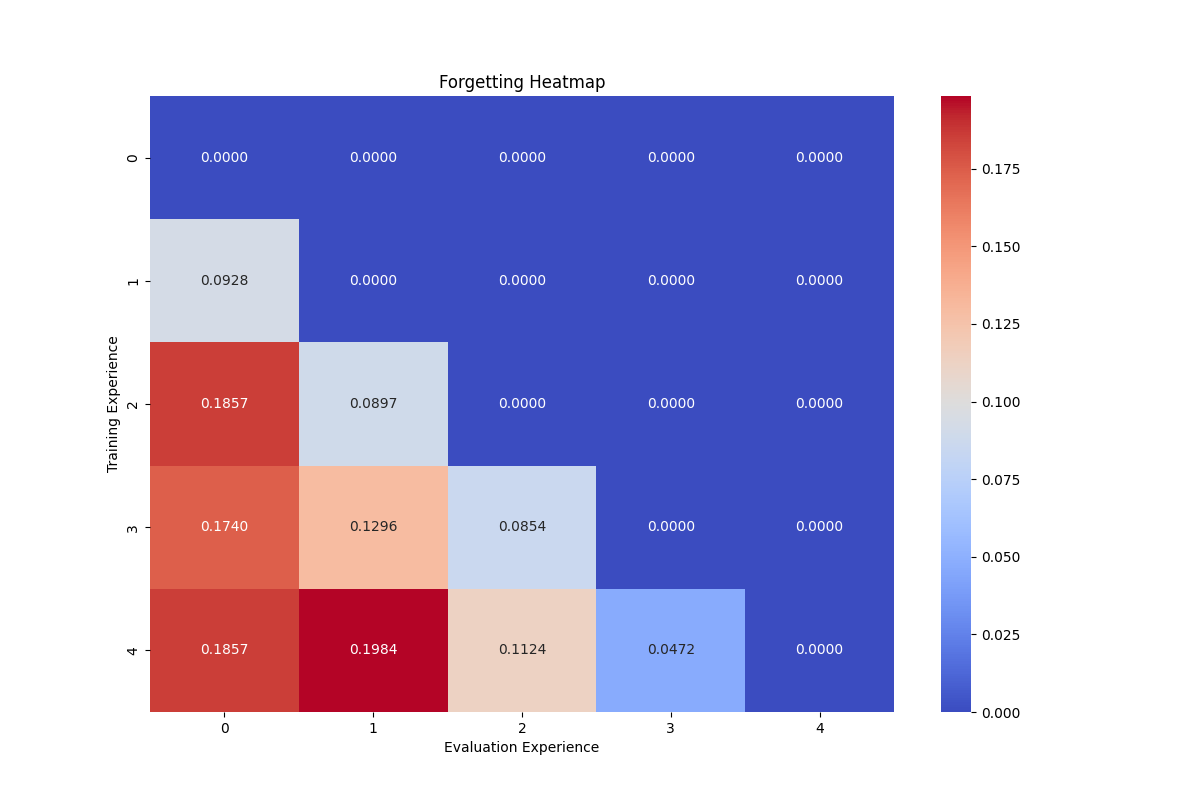 Forgetting Heatmap
Training Experience
0
0.0000 0.0000 0.0000 0.0000 0.0000
1
0.0928 0.0000 0.0000 0.0000 0.0000
2
0.1857 0.0897 0.0000 0.0000 0.0000
3
0.1740 0.1296 0.0854 0.0000 0.0000
4
0.1857 0.1984 0.1124 0.0472 0.0000
0 1 2 3 4
Evaluation Experience
0.175
0.150
0.125
0.100
0.075
0.050
0.025
0.000